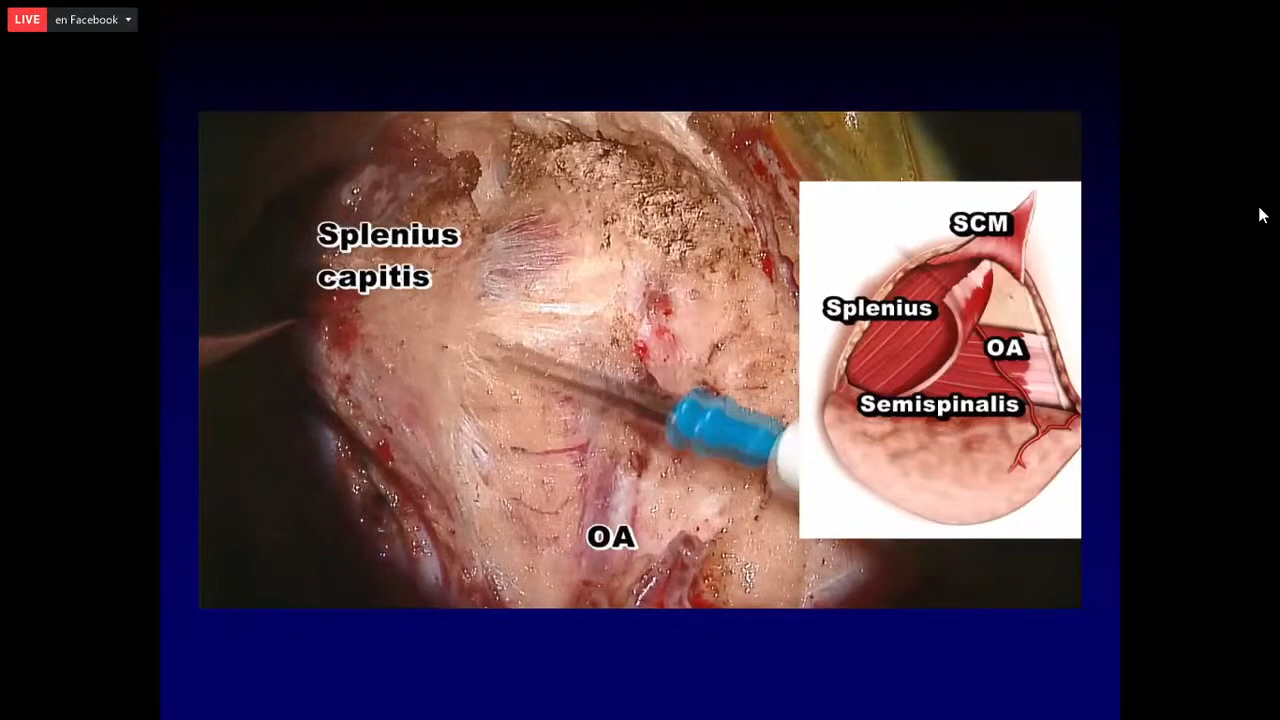 LIVE en Facebook
Splenius
capitis
OA
SCM
Splenius
OA
Semispinalis